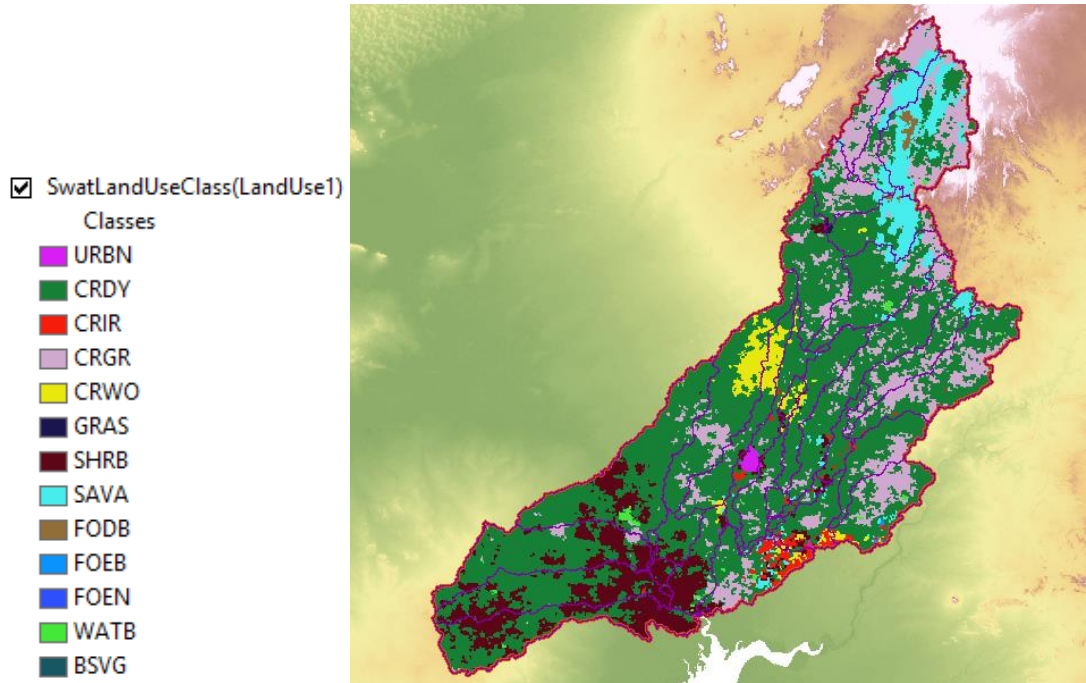 SwatLandUseClass(LandUse1)
Classes
URBN
CRDY
CRIR
CRGR
CRWO
GRAS
SHRB
SAVA
FODB
FOEB
FOEN
WATB
BSVG